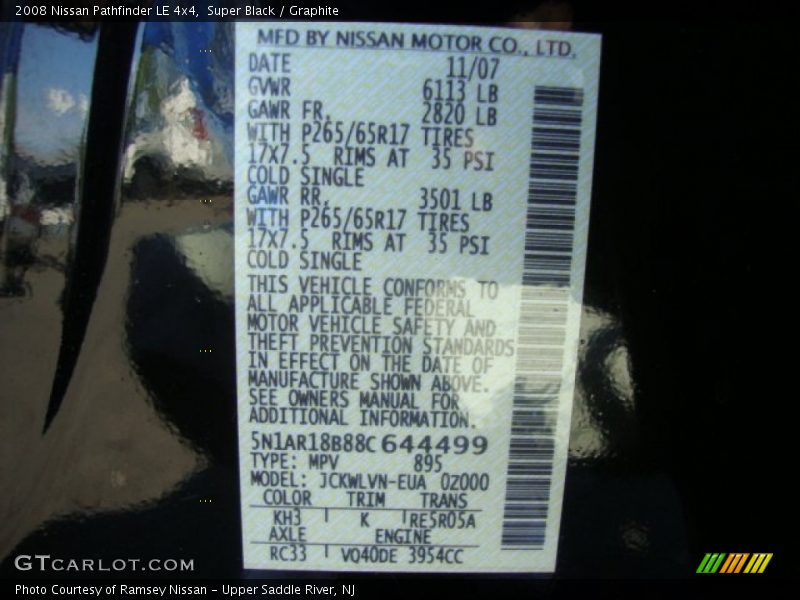 2008 Nissan Pathfinder LE 4x4, Super Black / Graphite
MFD BY NISSAN MOTOR CO., LTD.
DATE 11/07
GVWR 6113 LB
GAWR FR. 2820 LB
WITH P265/65R17 TIRES
17X7.5 RIMS AT 35 PSI
COLD SINGLE
GAWR RR. 3501 LB
WITH P265/65R17 TIRES
17X7.5 RIMS AT 35 PSI
COLD SINGLE
THIS VEHICLE CONFORMS TO
ALL APPLICABLE FEDERAL
MOTOR VEHICLE SAFETY AND
THEFT PREVENTION STANDARDS
IN EFFECT ON THE DATE OF
MANUFACTURE SHOWN ABOVE.
SEE OWNERS MANUAL FOR
ADDITIONAL INFORMATION.
5N1AR18B88C644499
TYPE: MPV 895
MODEL: JCKWLVN-EUA 0Z000
COLOR TRIM TRANS
KH3 K RE5R05A
AXLE ENGINE
RC33 VQ40DE 3954CC
GTCARLOT.COM
Photo Courtesy of Ramsey Nissan - Upper Saddle River, NJ